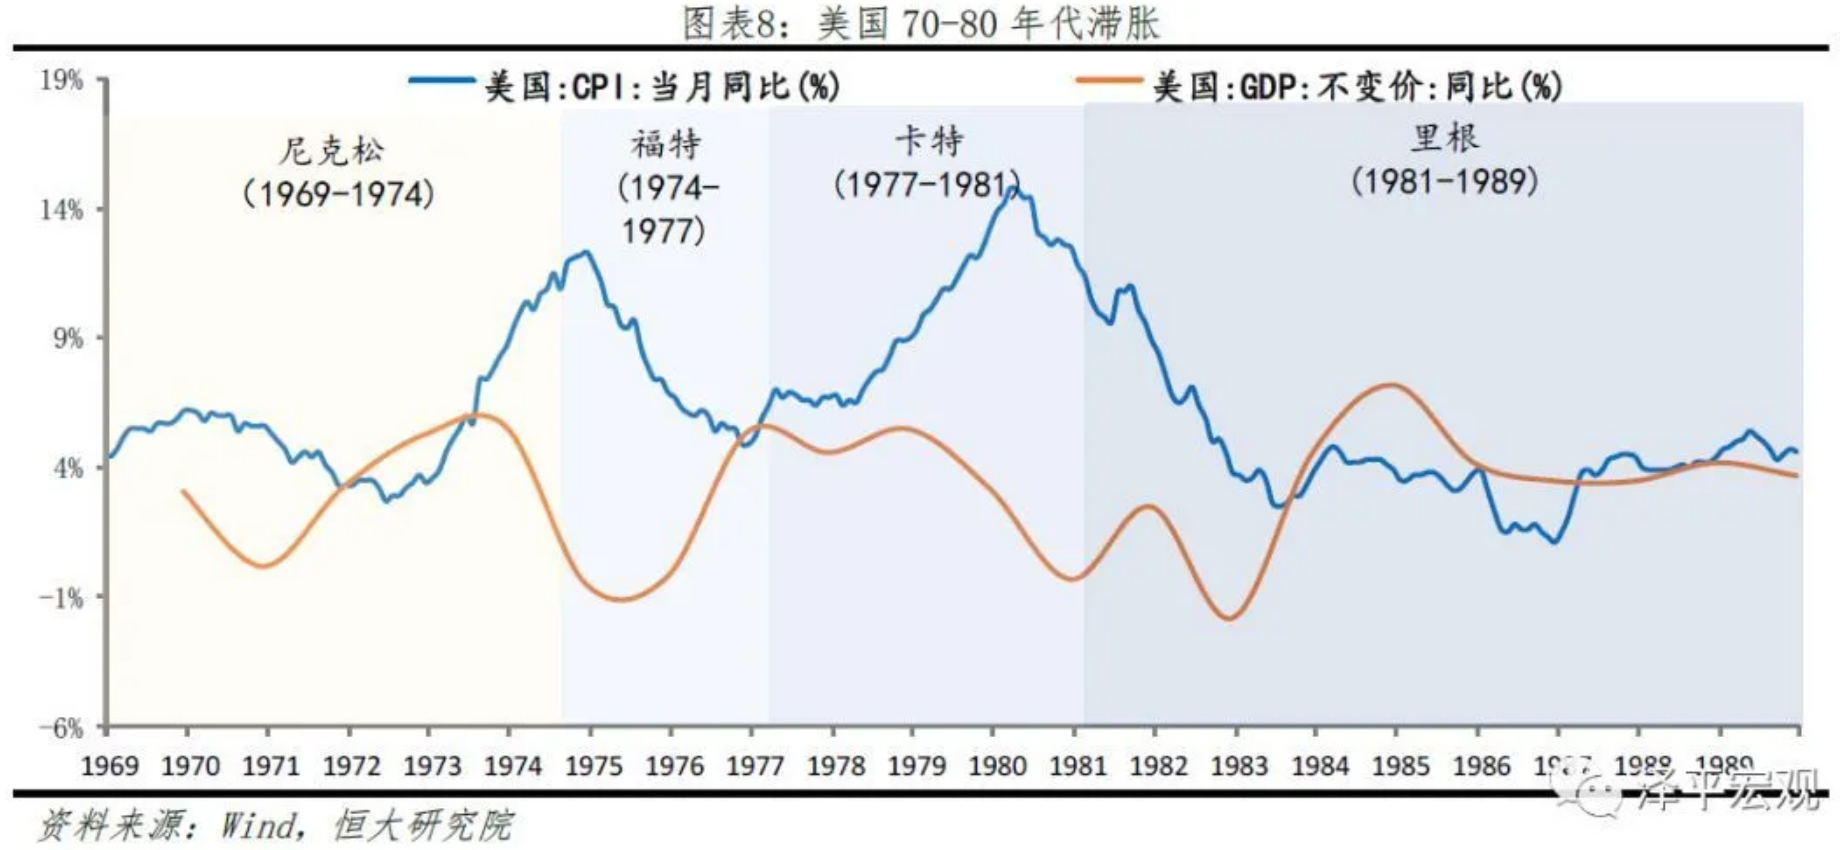 图表8：美国 70-80 年代滞胀
美国:CPI:当月同比(%)
美国:GDP:不变价:同比(%)
19%
14%
9%
4%
-1%
-6%
尼克松
(1969-1974)
福特
(1974-
1977)
卡特
(1977-1981)
里根
(1981-1989)
1969 1970 1971 1972 1973 1974 1975 1976 1977 1978 1979 1980 1981 1982 1983 1984 1985 1986 1987 1988 1989
泽平宏观
资料来源：Wind，恒大研究院